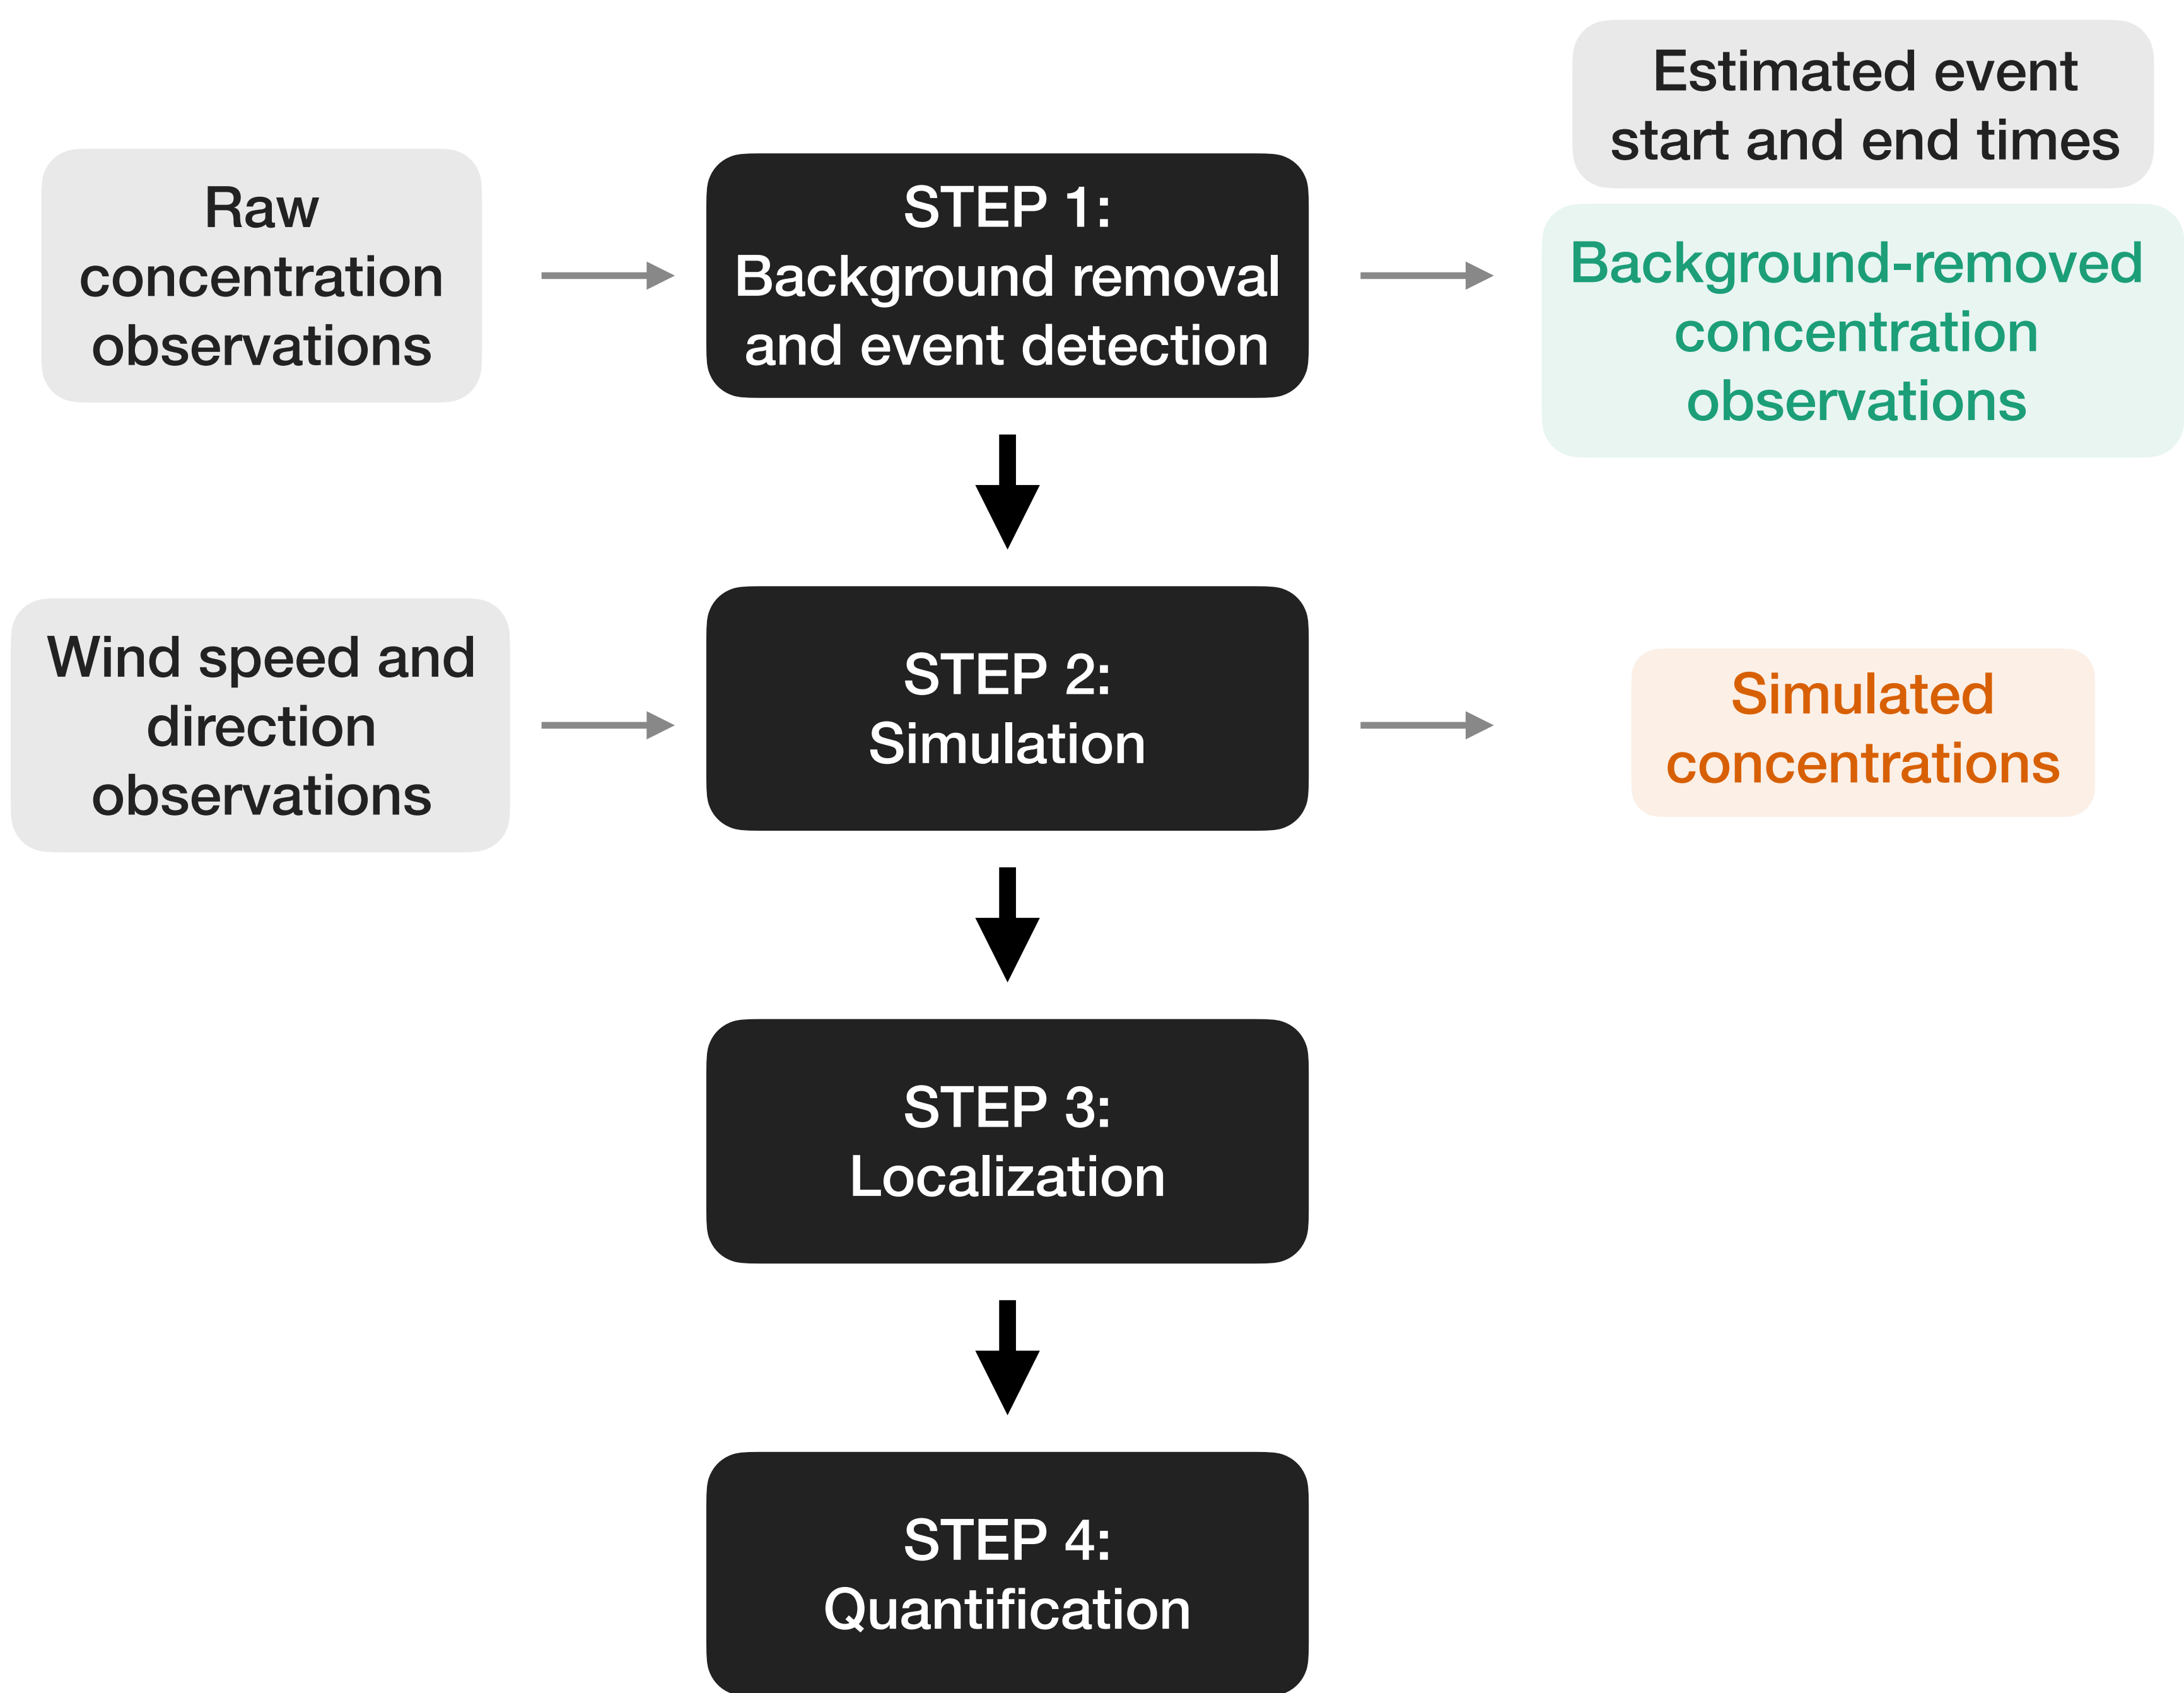 Raw
concentration
observations
STEP 1:
Background removal
and event detection
Estimated event
start and end times
Background-removed
concentration
observations
Wind speed and
direction
observations
STEP 2:
Simulation
Simulated
concentrations
STEP 3:
Localization
STEP 4:
Quantification